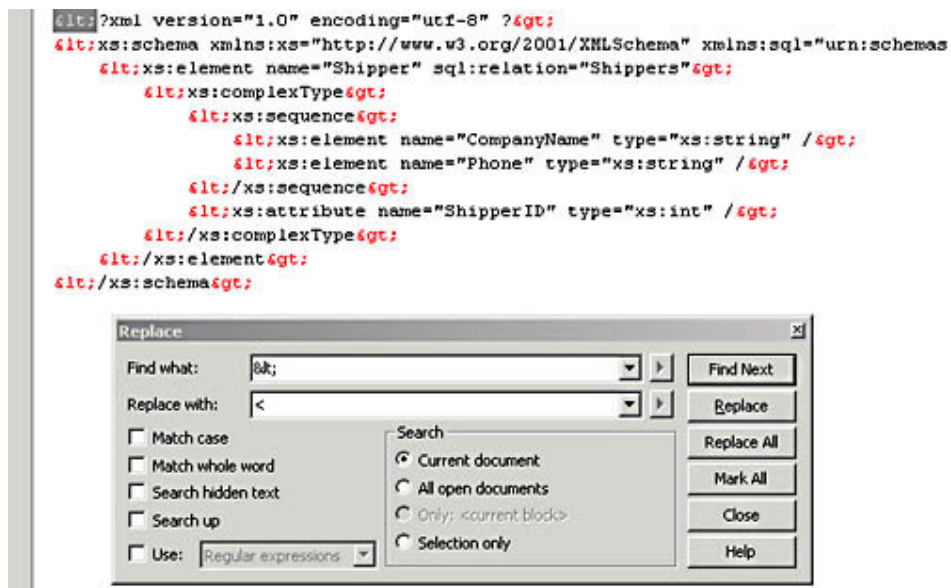 &lt;?xml version="1.0" encoding="utf-8" ?&gt;
&lt;xs:schema xmlns:xs="http://www.w3.org/2001/XMLSchema" xmlns:sql="urn:schemas
&lt;xs:element name="Shipper" sql:relation="Shippers"&gt;
&lt;xs:complexType&gt;
&lt;xs:sequence&gt;
&lt;xs:element name="CompanyName" type="xs:string" /&gt;
&lt;xs:element name="Phone" type="xs:string" /&gt;
&lt;/xs:sequence&gt;
&lt;xs:attribute name="ShipperID" type="xs:int" /&gt;
&lt;/xs:complexType&gt;
&lt;/xs:element&gt;
&lt;/xs:schema&gt;
Replace
Find what: &lt; Find Next
Replace with: < Replace
Match case Search Replace All
Match whole word Current document
Search hidden text All open documents Mark All
Search up Only: <current block> Close
Use: Regular expressions Selection only Help